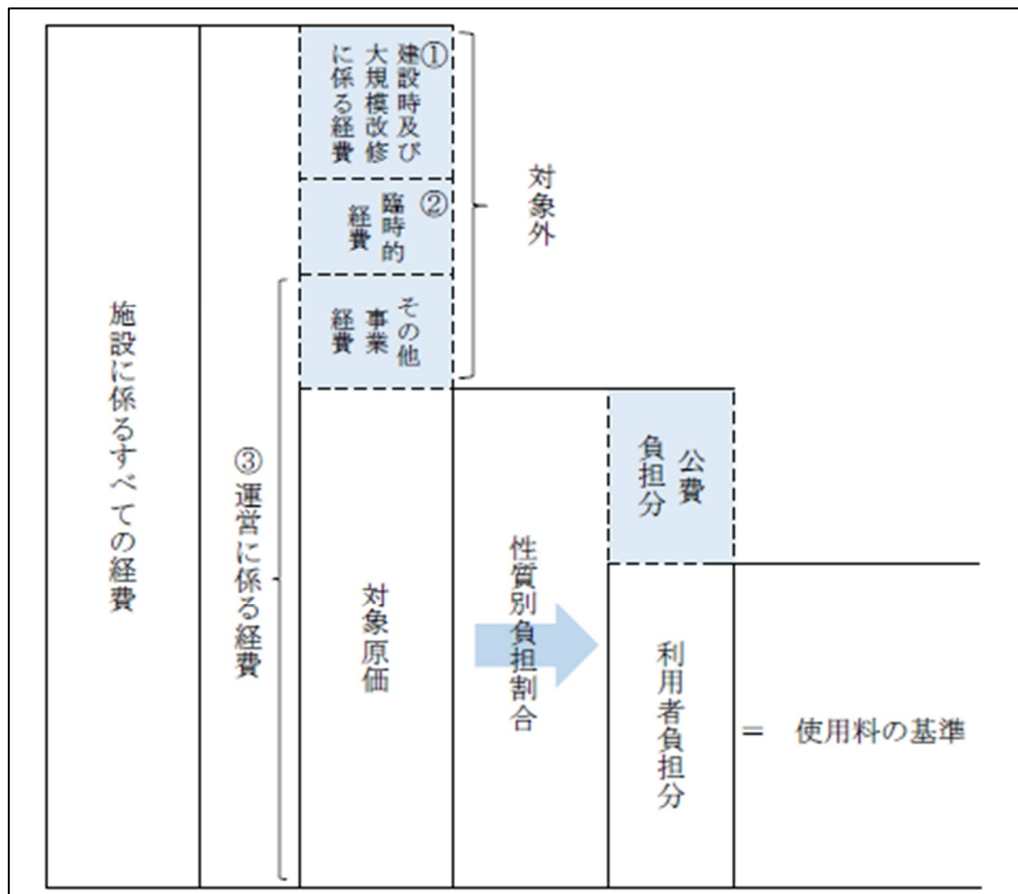 施設に係るすべての経費
③運営に係る経費
①
建設時及び
大規模改修
に係る経費
②
臨時的
経費
その他
事業
経費
対象外
対象原価
性質別負担割合
公費
負担分
利用者負担分
= 使用料の基準